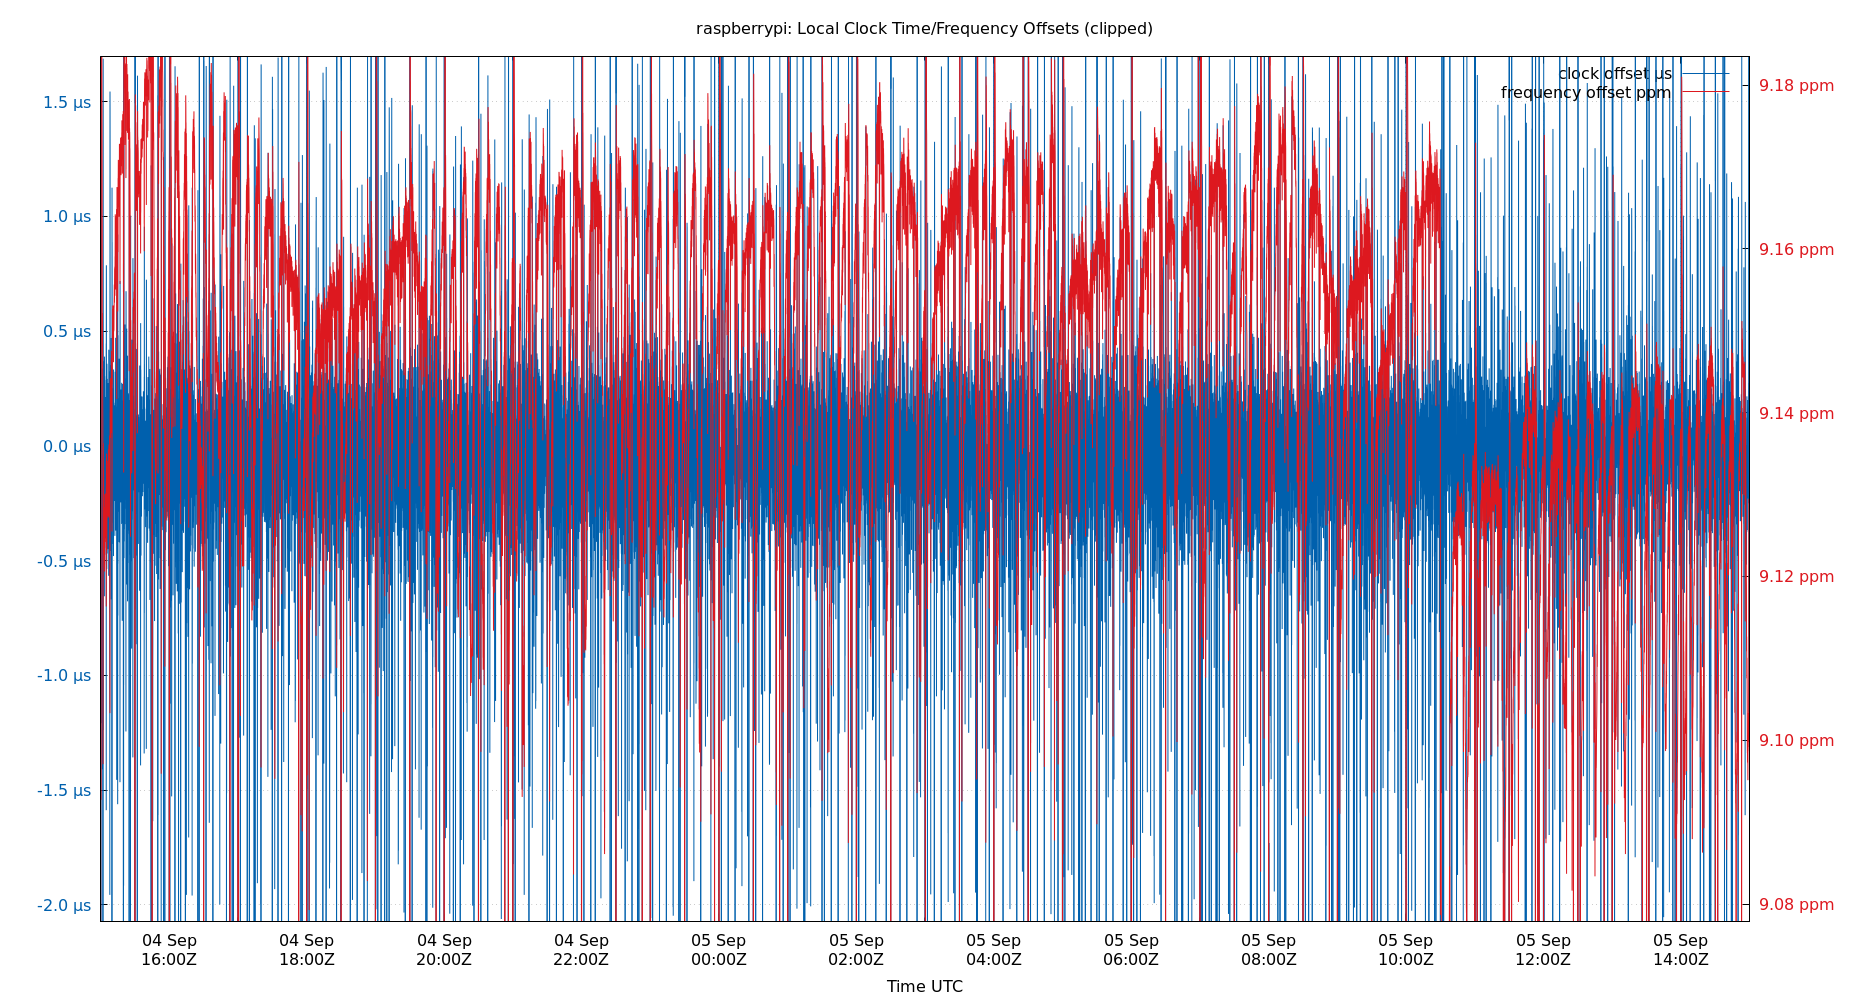 raspberrypi: Local Clock Time/Frequency Offsets (clipped)
clock offset µs
frequency offset ppm
1.5 µs
1.0 µs
0.5 µs
0.0 µs
-0.5 µs
-1.0 µs
-1.5 µs
-2.0 µs
9.18 ppm
9.16 ppm
9.14 ppm
9.12 ppm
9.10 ppm
9.08 ppm
04 Sep 04 Sep 04 Sep 04 Sep 05 Sep 05 Sep 05 Sep 05 Sep 05 Sep 05 Sep 05 Sep 05 Sep
16:00Z 18:00Z 20:00Z 22:00Z 00:00Z 02:00Z 04:00Z 06:00Z 08:00Z 10:00Z 12:00Z 14:00Z
Time UTC